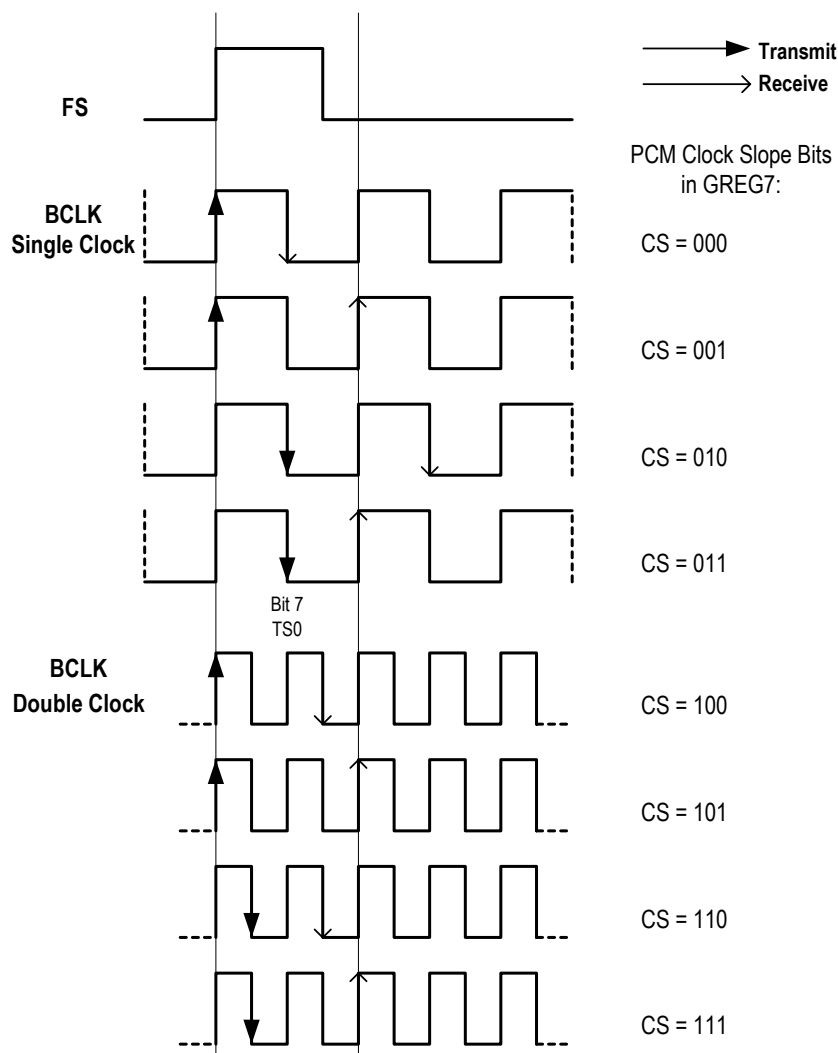 Transmit
Receive
FS
PCM Clock Slope Bits
in GREG7:
BCLK
Single Clock
CS = 000
CS = 001
CS = 010
CS = 011
Bit 7
TS0
BCLK
Double Clock
CS = 100
CS = 101
CS = 110
CS = 111